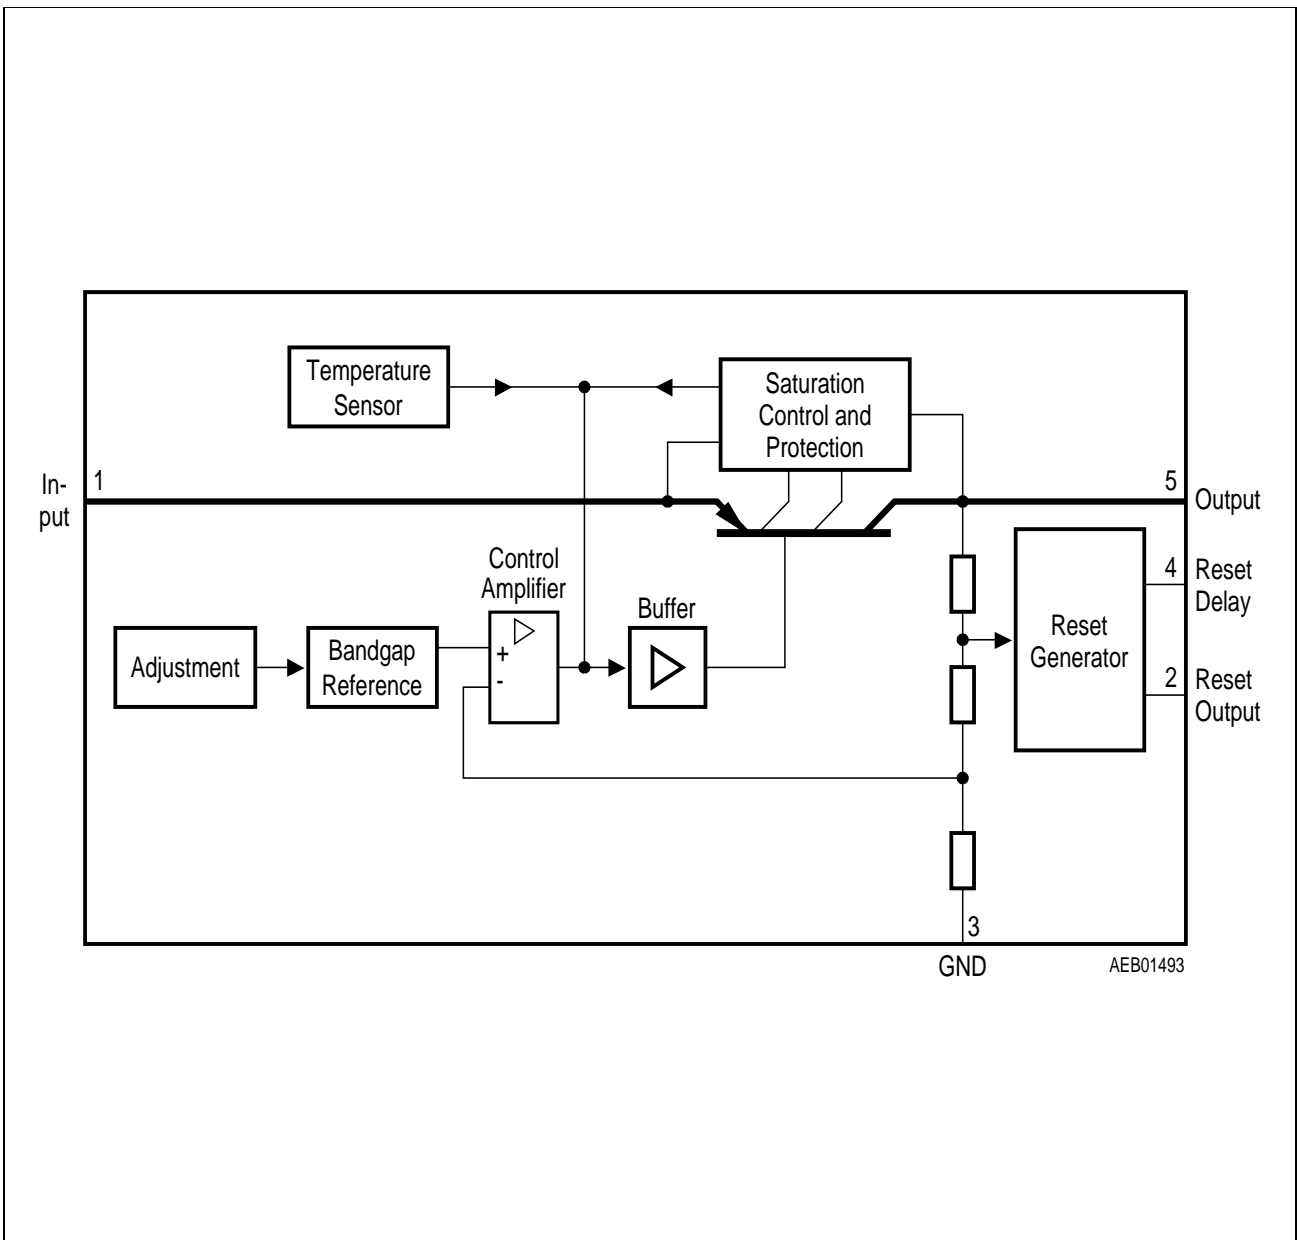 Temperature
Sensor
Saturation
Control and
Protection
In-
put
1
5
Output
Control
Amplifier
Buffer
4
Reset
Delay
Adjustment
Bandgap
Reference
+
-
Reset
Generator
2
Reset
Output
3
GND
AEB01493